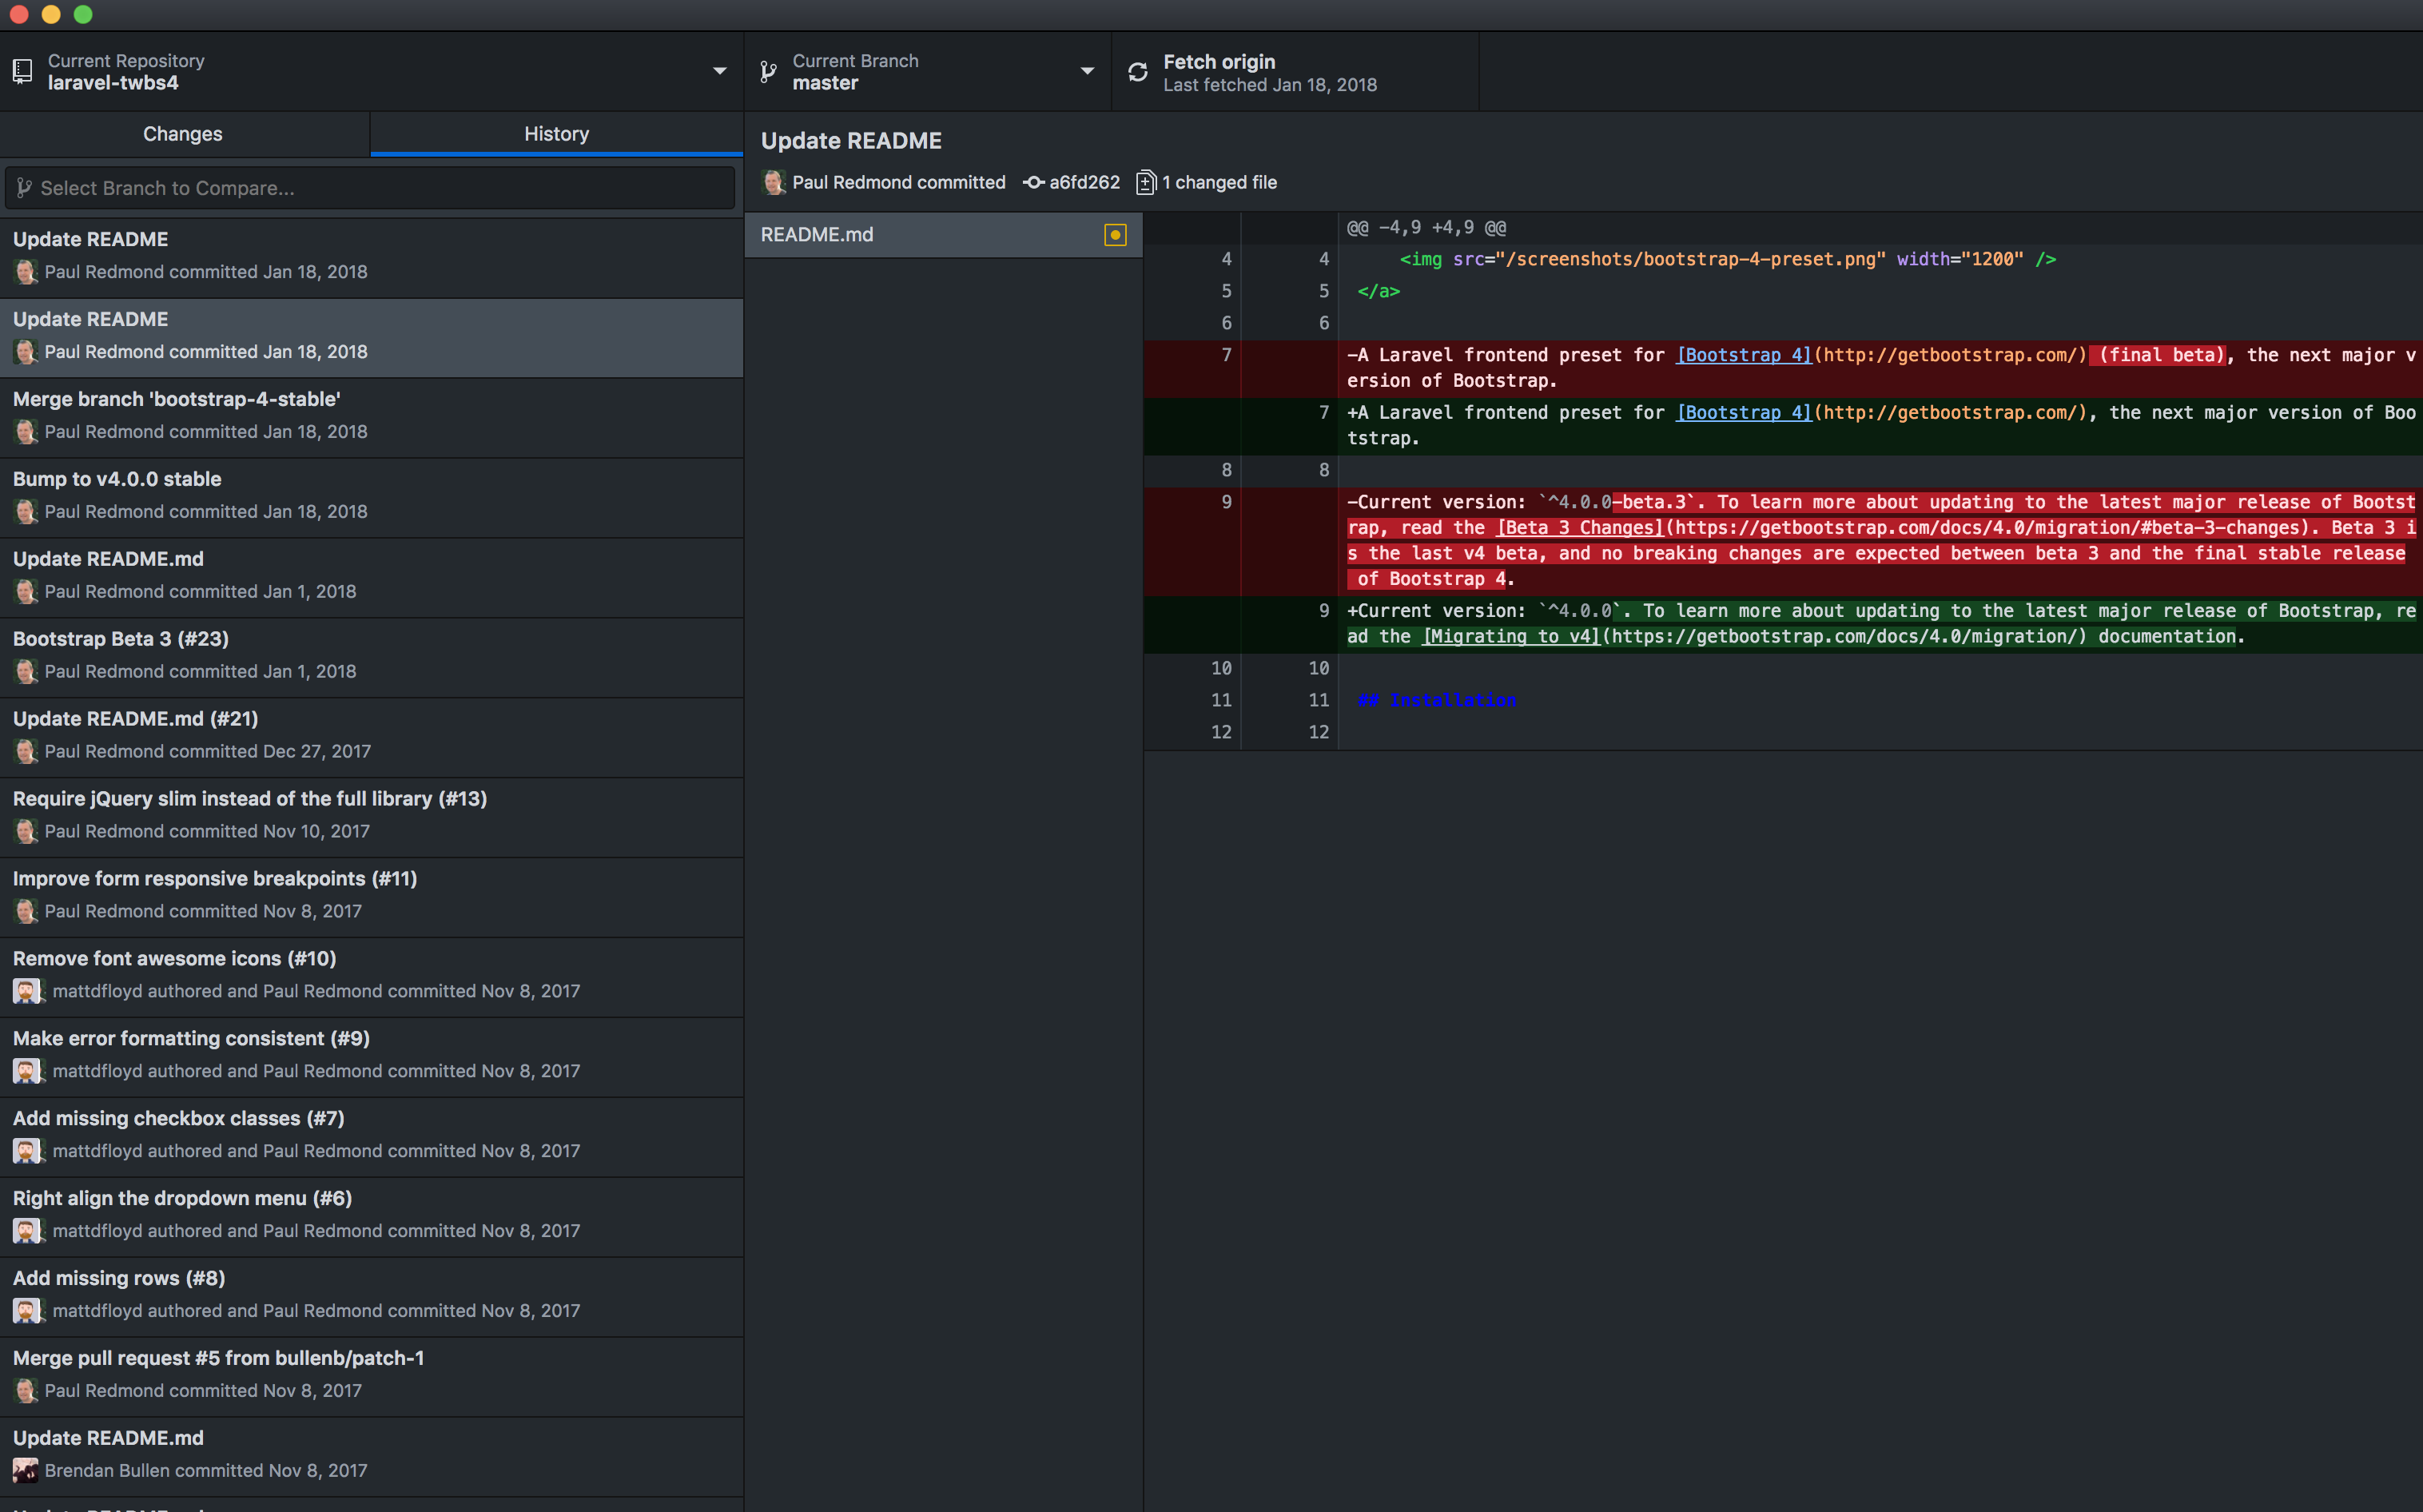 Current Repository
laravel-twbs4
Current Branch
master
Fetch origin
Last fetched Jan 18, 2018
Changes
History
Select Branch to Compare...
Update README
Paul Redmond committed Jan 18, 2018
Update README
Paul Redmond committed Jan 18, 2018
Merge branch 'bootstrap-4-stable'
Paul Redmond committed Jan 18, 2018
Bump to v4.0.0 stable
Paul Redmond committed Jan 18, 2018
Update README.md
Paul Redmond committed Jan 1, 2018
Bootstrap Beta 3 (#23)
Paul Redmond committed Jan 1, 2018
Update README.md (#21)
Paul Redmond committed Dec 27, 2017
Require jQuery slim instead of the full library (#13)
Paul Redmond committed Nov 10, 2017
Improve form responsive breakpoints (#11)
Paul Redmond committed Nov 8, 2017
Remove font awesome icons (#10)
mattdfloyd authored and Paul Redmond committed Nov 8, 2017
Make error formatting consistent (#9)
mattdfloyd authored and Paul Redmond committed Nov 8, 2017
Add missing checkbox classes (#7)
mattdfloyd authored and Paul Redmond committed Nov 8, 2017
Right align the dropdown menu (#6)
mattdfloyd authored and Paul Redmond committed Nov 8, 2017
Add missing rows (#8)
mattdfloyd authored and Paul Redmond committed Nov 8, 2017
Merge pull request #5 from bullenb/patch-1
Paul Redmond committed Nov 8, 2017
Update README.md
Brendan Bullen committed Nov 8, 2017
Update README
Paul Redmond committed a6fd262 1 changed file
README.md
@@ -4,9 +4,9 @@
4 4 <img src="/screenshots/bootstrap-4-preset.png" width="1200" />
5 5 </a>
6 6
7 -A Laravel frontend preset for [Bootstrap 4](http://getbootstrap.com/) (final beta), the next major v
ersion of Bootstrap.
7 +A Laravel frontend preset for [Bootstrap 4](http://getbootstrap.com/), the next major version of Boo
tstrap.
8 8
9 -Current version: `^4.0.0-beta.3`. To learn more about updating to the latest major release of Bootst
rap, read the [Beta 3 Changes](https://getbootstrap.com/docs/4.0/migration/#beta-3-changes). Beta 3 i
s the last v4 beta, and no breaking changes are expected between beta 3 and the final stable release
of Bootstrap 4.
9 +Current version: `^4.0.0`. To learn more about updating to the latest major release of Bootstrap, re
ad the [Migrating to v4](https://getbootstrap.com/docs/4.0/migration/) documentation.
10 10
11 11 ## Installation
12 12